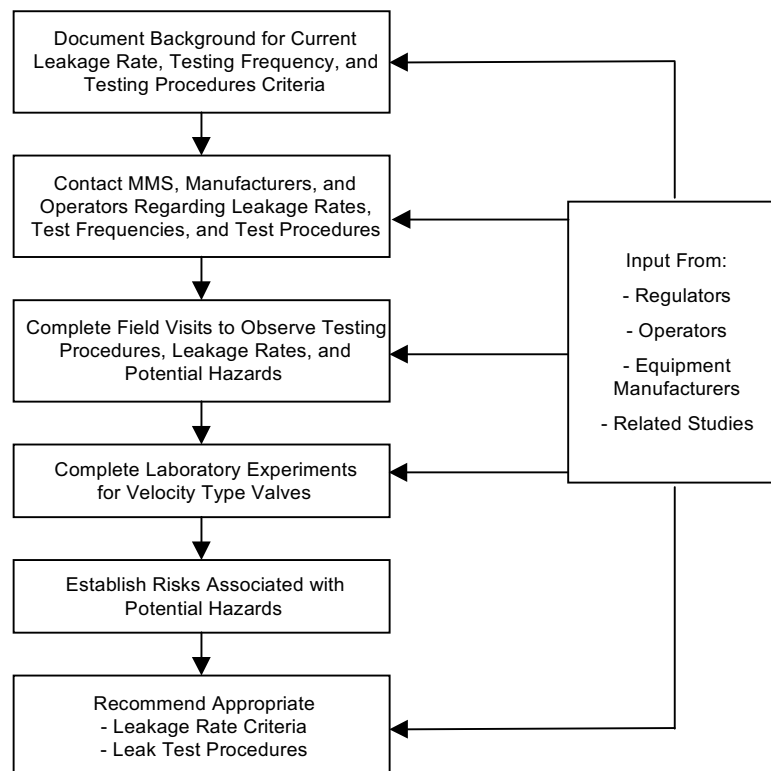 Document Background for Current
Leakage Rate, Testing Frequency, and
Testing Procedures Criteria
Contact MMS, Manufacturers, and
Operators Regarding Leakage Rates,
Test Frequencies, and Test Procedures
Complete Field Visits to Observe Testing
Procedures, Leakage Rates, and
Potential Hazards
Complete Laboratory Experiments
for Velocity Type Valves
Establish Risks Associated with
Potential Hazards
Recommend Appropriate
- Leakage Rate Criteria
- Leak Test Procedures
Input From:
- Regulators
- Operators
- Equipment
Manufacturers
- Related Studies